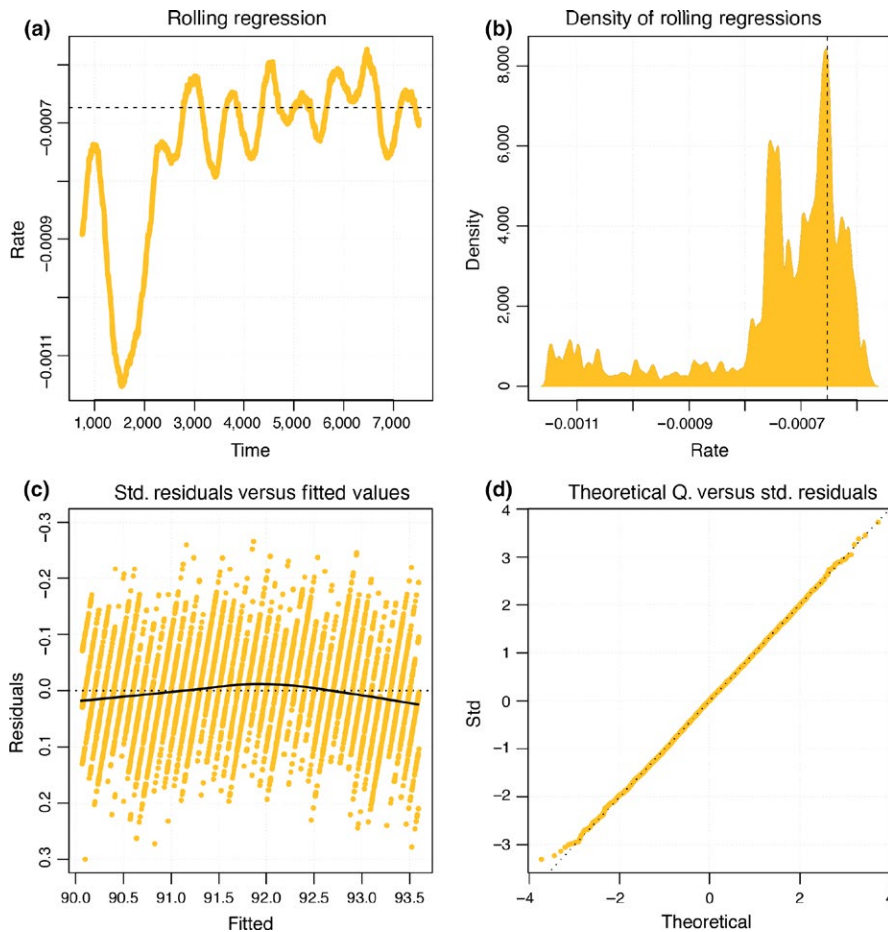 (a) Rolling regression
Rate
−0.0007
−0.0009
−0.0011
1,000 2,000 3,000 4,000 5,000 6,000 7,000
Time
(b) Density of rolling regressions
Density
8,000
6,000
4,000
2,000
0
−0.0011 −0.0009 −0.0007
Rate
(c) Std. residuals versus fitted values
Residuals
−0.3
−0.2
−0.1
0.0
0.1
0.2
0.3
90.0 90.5 91.0 91.5 92.0 92.5 93.0 93.5
Fitted
(d) Theoretical Q. versus std. residuals
Std
4
3
2
1
0
−1
−2
−3
−4 −2 0 2 4
Theoretical